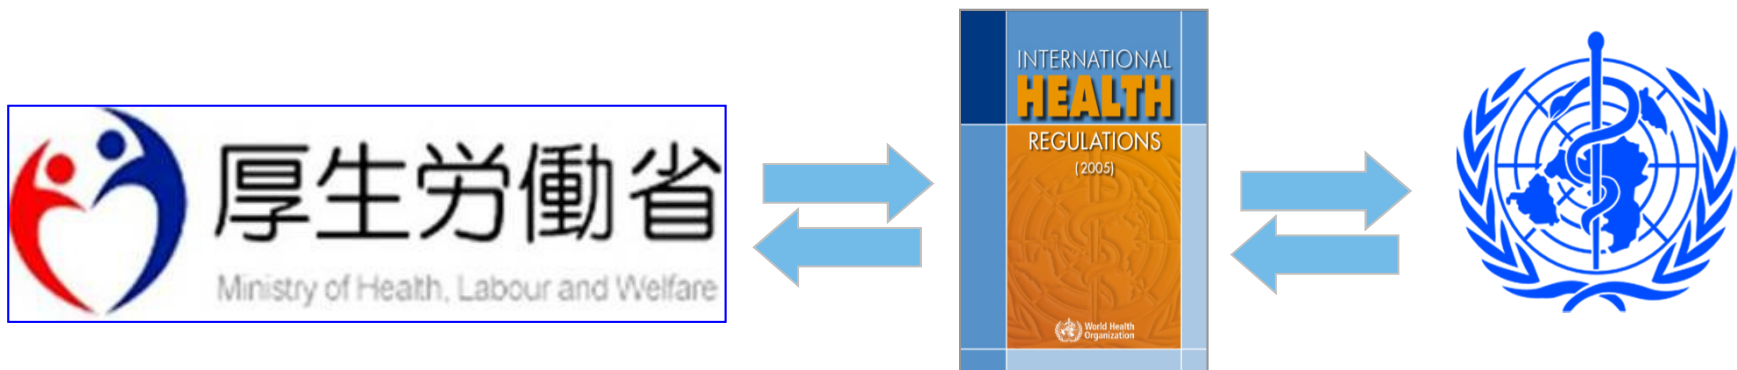 厚生労働省
Ministry of Health, Labour and Welfare
INTERNATIONAL
HEALTH
REGULATIONS
(2005)
World Health
Organization